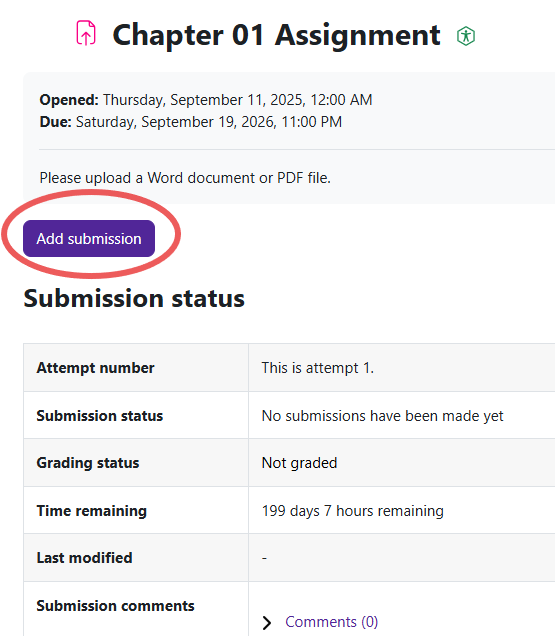 Chapter 01 Assignment
Opened: Thursday, September 11, 2025, 12:00 AM
Due: Saturday, September 19, 2026, 11:00 PM
Please upload a Word document or PDF file.
Add submission
Submission status
Attempt number This is attempt 1.
Submission status No submissions have been made yet
Grading status Not graded
Time remaining 199 days 7 hours remaining
Last modified -
Submission comments Comments (0)